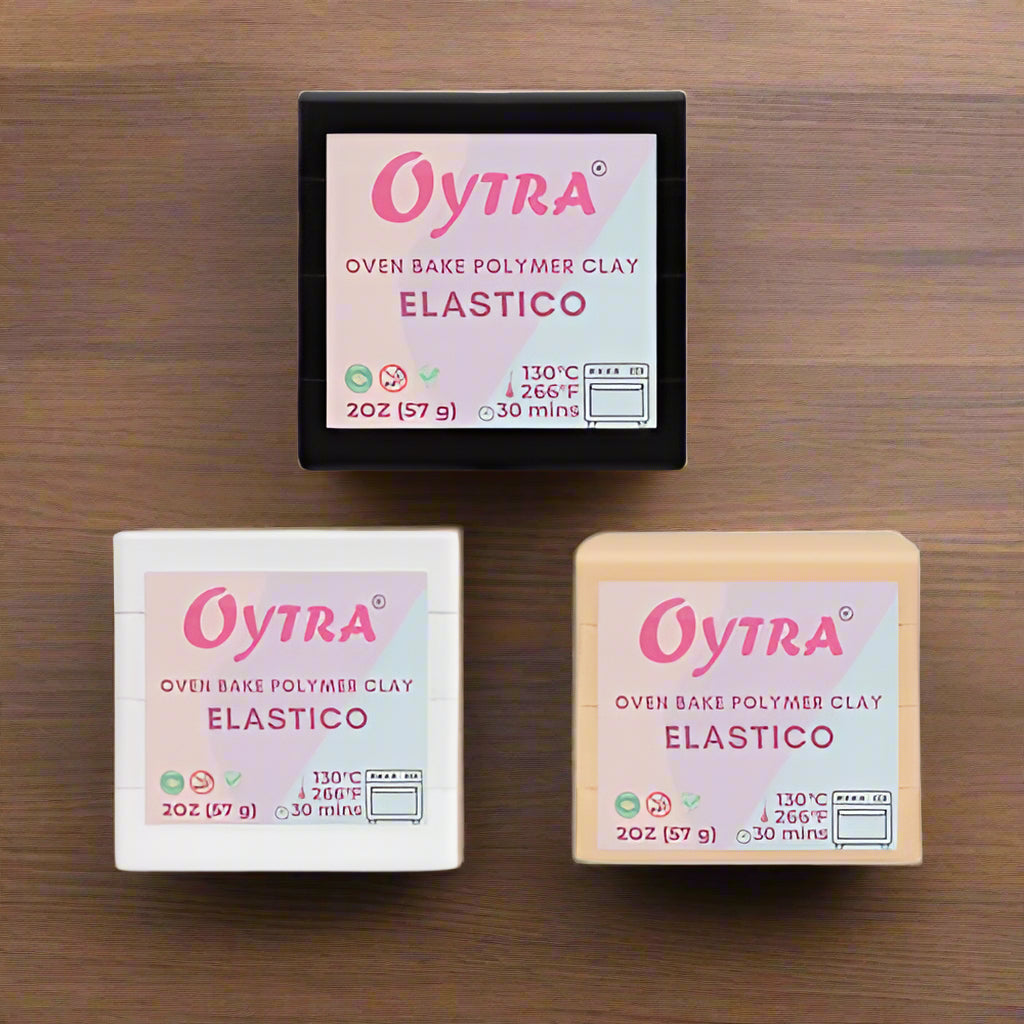 OYTRA
OVEN BAKE POLYMER CLAY
ELASTICO
130°C
266°F
2OZ (57 g)
30 mins
OYTRA
OVEN BAKE POLYMER CLAY
ELASTICO
130°C
266°F
2OZ (57 g)
30 mins
OYTRA
OVEN BAKE POLYMER CLAY
ELASTICO
130°C
266°F
2OZ (57 g)
30 mins